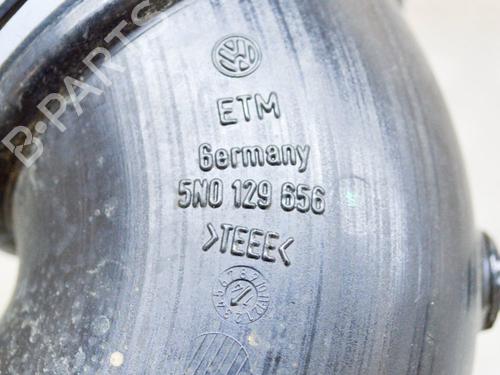 B-PARTS
ETM
Germany
5N0 129 656
>TEEE<